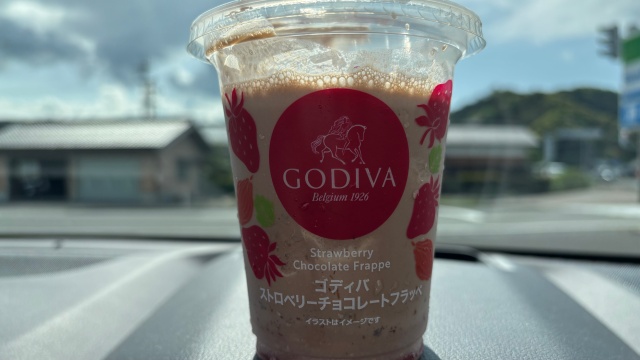 GODIVA
Belgium 1926
Strawberry
Chocolate Frappe
ゴディバ
ストロベリーチョコレートフラッペ
イラストはイメージです